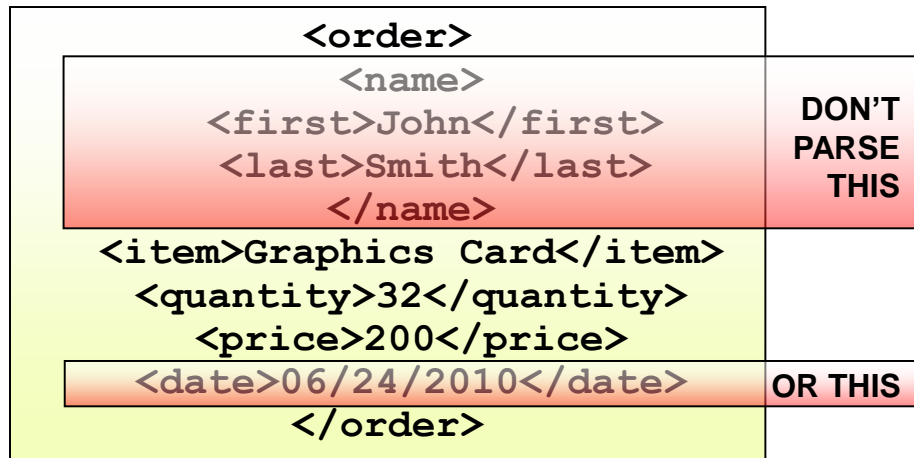 <order>
<name>
<first>John</first>
<last>Smith</last>
</name>
DON'T
PARSE
THIS
<item>Graphics Card</item>
<quantity>32</quantity>
<price>200</price>
<date>06/24/2010</date>
OR THIS
</order>